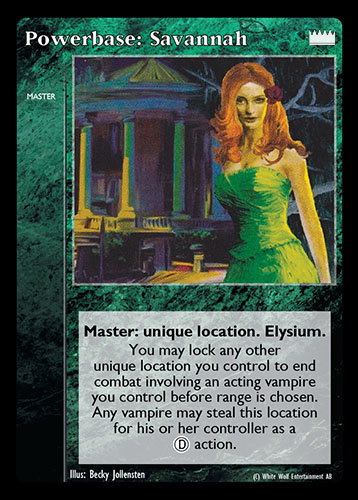 Powerbase: Savannah
MASTER
Master: unique location. Elysium.
You may lock any other
unique location you control to end
combat involving an acting vampire
you control before range is chosen.
Any vampire may steal this location
for his or her controller as a
Ⓓ action.
Illus: Becky Jollensten
(C) White Wolf Entertainment AB